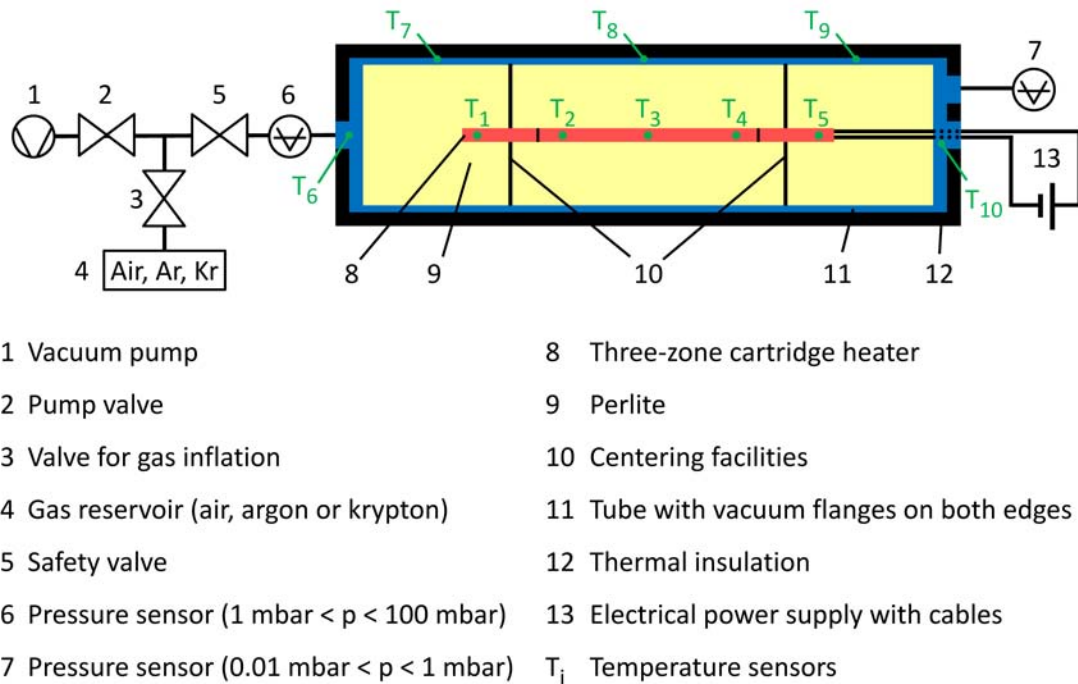 T7 T8 T9 7
1 2 5 6
T1 T2 T3 T4 T5
13
3 T6 T10
4 Air, Ar, Kr 8 9 10 11 12
1 Vacuum pump
2 Pump valve
3 Valve for gas inflation
4 Gas reservoir (air, argon or krypton)
5 Safety valve
6 Pressure sensor (1 mbar < p < 100 mbar)
7 Pressure sensor (0.01 mbar < p < 1 mbar)
8 Three-zone cartridge heater
9 Perlite
10 Centering facilities
11 Tube with vacuum flanges on both edges
12 Thermal insulation
13 Electrical power supply with cables
Ti Temperature sensors